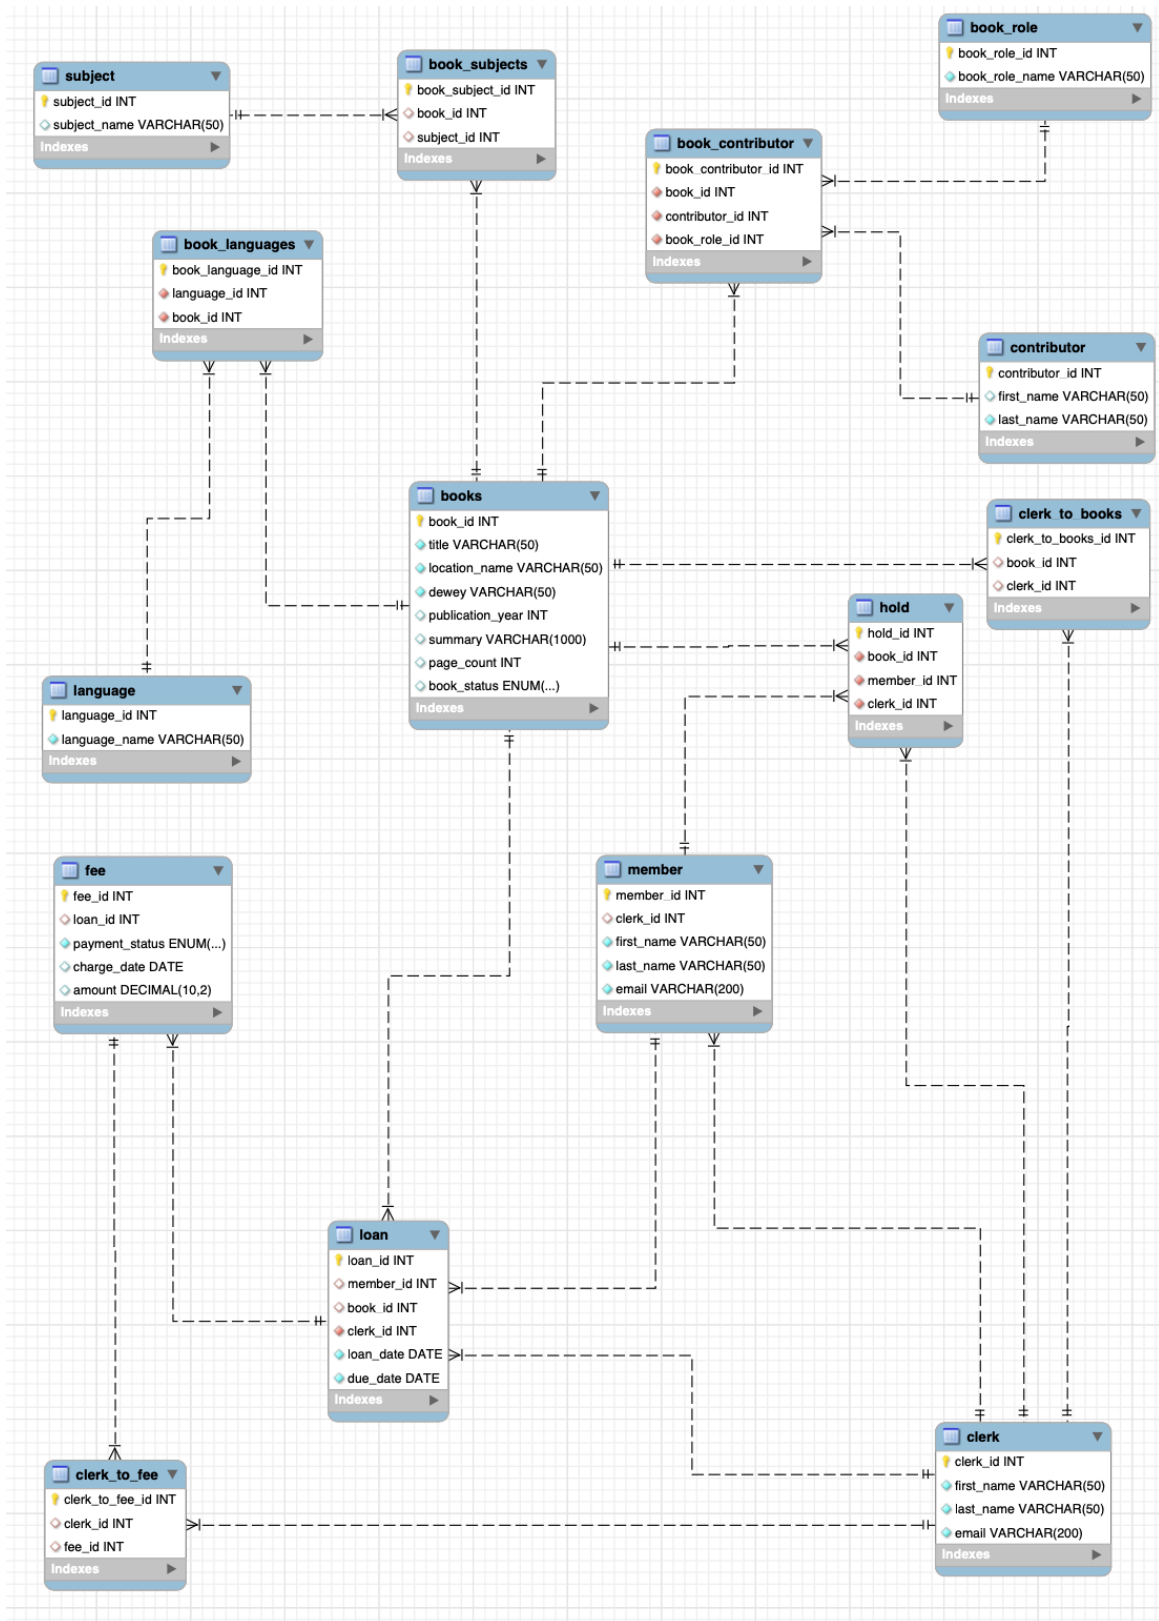 book_role
book_role_id INT
book_role_name VARCHAR(50)
Indexes
subject
subject_id INT
subject_name VARCHAR(50)
Indexes
book_subjects
book_subject_id INT
book_id INT
subject_id INT
Indexes
book_contributor
book_contributor_id INT
book_id INT
contributor_id INT
book_role_id INT
Indexes
book_languages
book_language_id INT
language_id INT
book_id INT
Indexes
contributor
contributor_id INT
first_name VARCHAR(50)
last_name VARCHAR(50)
Indexes
books
book_id INT
title VARCHAR(50)
location_name VARCHAR(50)
dewey VARCHAR(50)
publication_year INT
summary VARCHAR(1000)
page_count INT
book_status ENUM(...)
Indexes
clerk_to_books
clerk_to_books_id INT
book_id INT
clerk_id INT
Indexes
hold
hold_id INT
book_id INT
member_id INT
clerk_id INT
Indexes
language
language_id INT
language_name VARCHAR(50)
Indexes
fee
fee_id INT
loan_id INT
payment_status ENUM(...)
charge_date DATE
amount DECIMAL(10,2)
Indexes
member
member_id INT
clerk_id INT
first_name VARCHAR(50)
last_name VARCHAR(50)
email VARCHAR(200)
Indexes
loan
loan_id INT
member_id INT
book_id INT
clerk_id INT
loan_date DATE
due_date DATE
Indexes
clerk
clerk_id INT
first_name VARCHAR(50)
last_name VARCHAR(50)
email VARCHAR(200)
Indexes
clerk_to_fee
clerk_to_fee_id INT
clerk_id INT
fee_id INT
Indexes